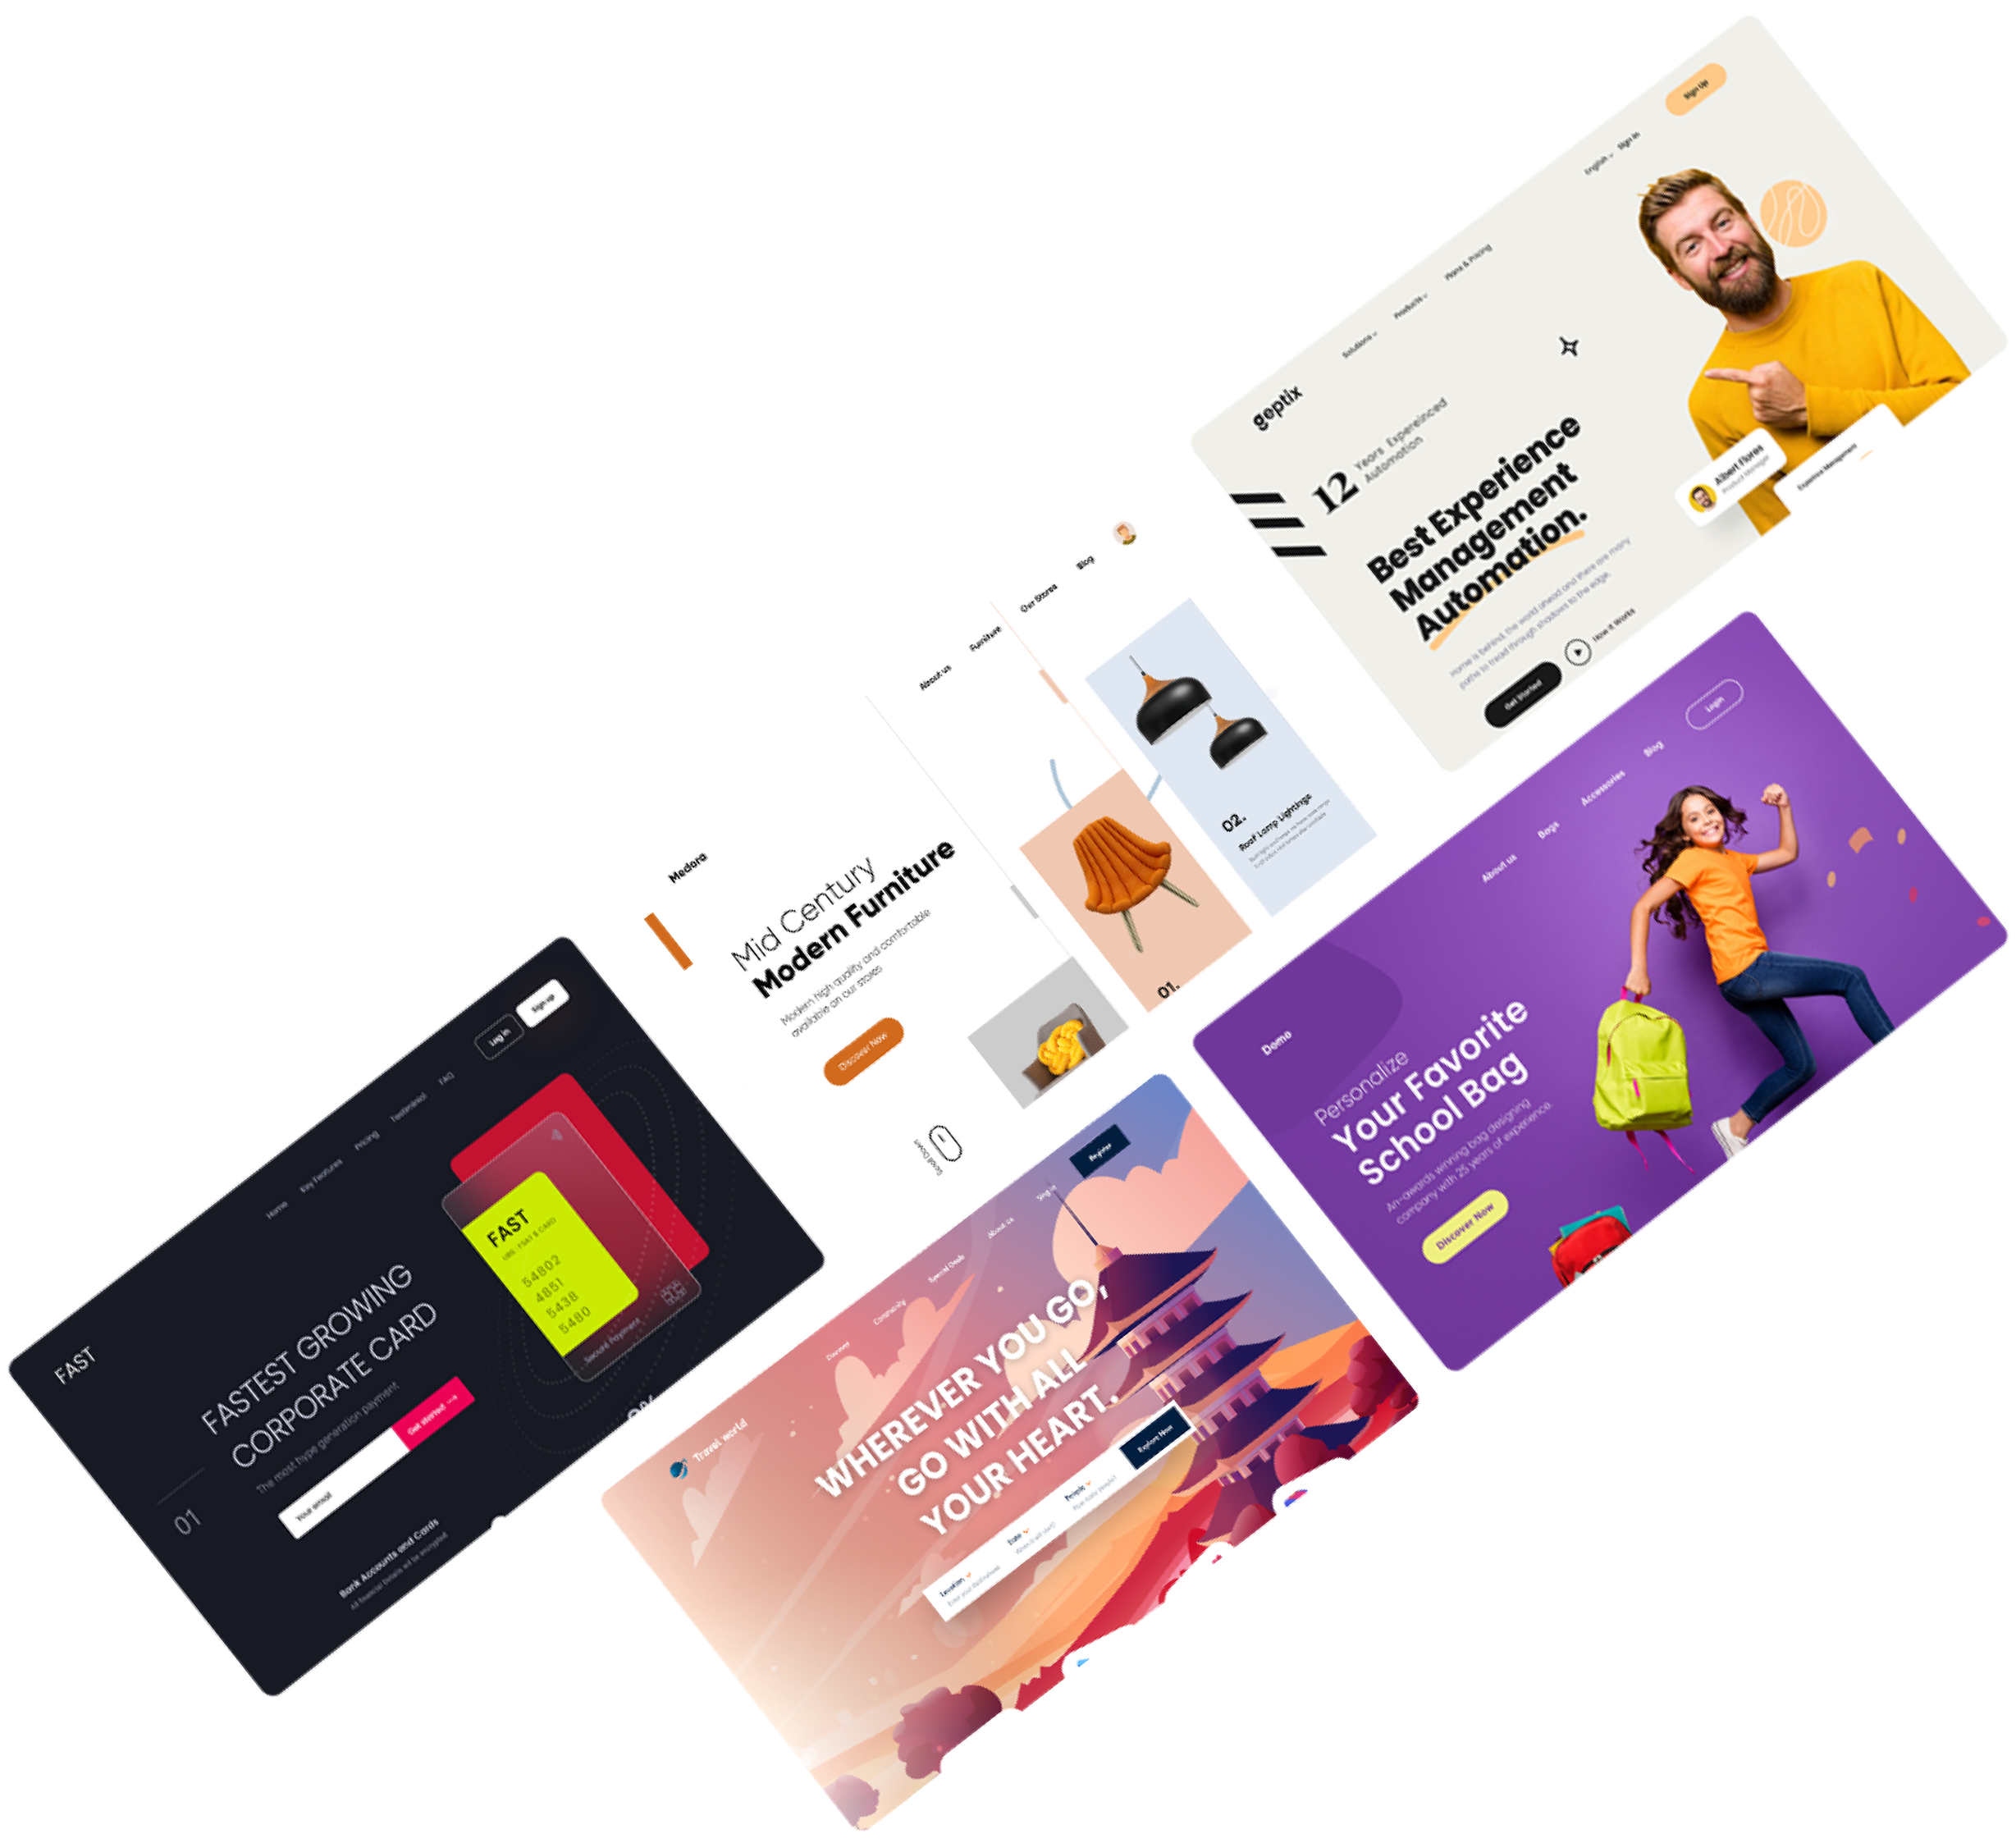 Sign Up
English
Sign in
Plans & Pricing
Products
Solutions
geptix
12
Years Expereinced
Automation
Best Experience
Management
Automation.
Home is behind, the world ahead and there are many
paths to tread through shadows to the edge.
Get Started
How it Works
Albert Flores
Product Manager
Experience Management
Medora
About us
Furniture
Our Stores
Blog
Mid Century
Modern Furniture
Modern high quality and comfortable
available on our stores
Discover Now
01.
02.
Roof Lamp Lightings
Demo
About us
Bags
Accessories
Blog
Login
Personalize
Your Favorite
School Bag
An-awards winning bag designing
company with 25 years of experience.
Discover Now
FAST
Home
Key Features
Pricing
Testiminial
FAQ
Log in
Sign up
FASTEST GROWING
CORPORATE CARD
The most hype generation payment
Your email
Get started
01
Bank Accounts and Cards
FAST
54802
4851
5438
5480
Travel world
Discover
Community
Special Deals
About us
Sing in
Register
WHEREVER YOU GO,
GO WITH ALL
YOUR HEART.
Location
Date
People
How many people?
Explore Now